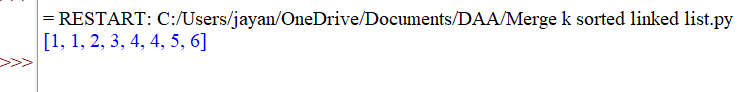 = RESTART: C:/Users/jayan/OneDrive/Documents/DAA/Merge k sorted linked list.py
[1, 1, 2, 3, 4, 4, 5, 6]
>>>